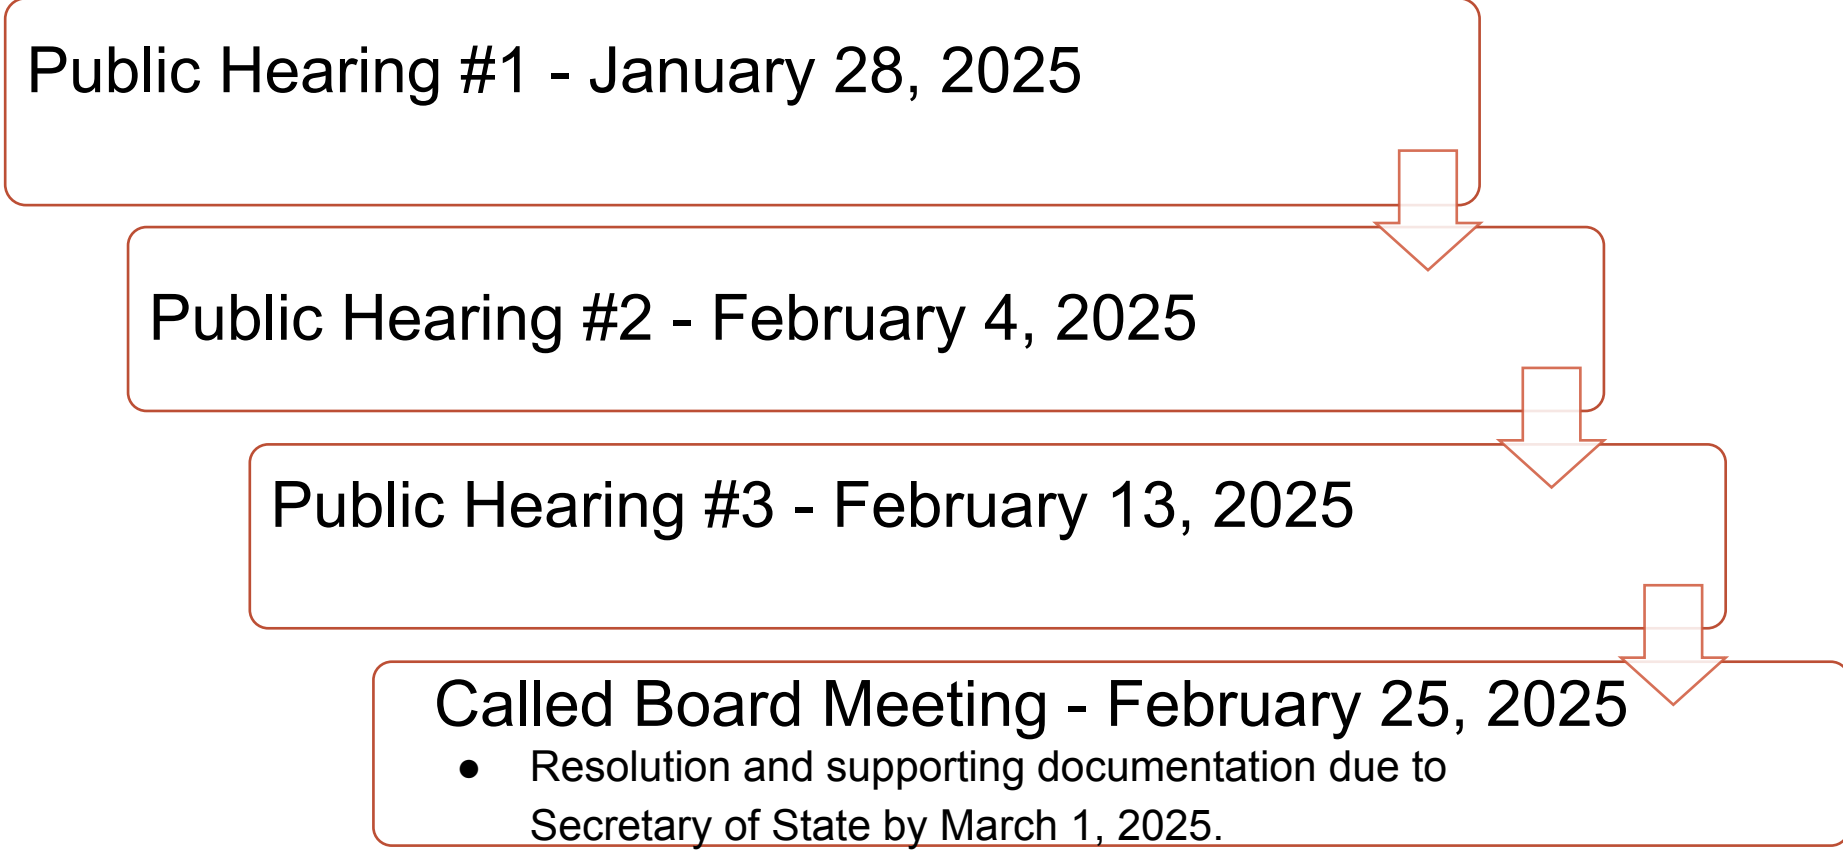 Public Hearing #1 - January 28, 2025
Public Hearing #2 - February 4, 2025
Public Hearing #3 - February 13, 2025
Called Board Meeting - February 25, 2025
● Resolution and supporting documentation due to
Secretary of State by March 1, 2025.